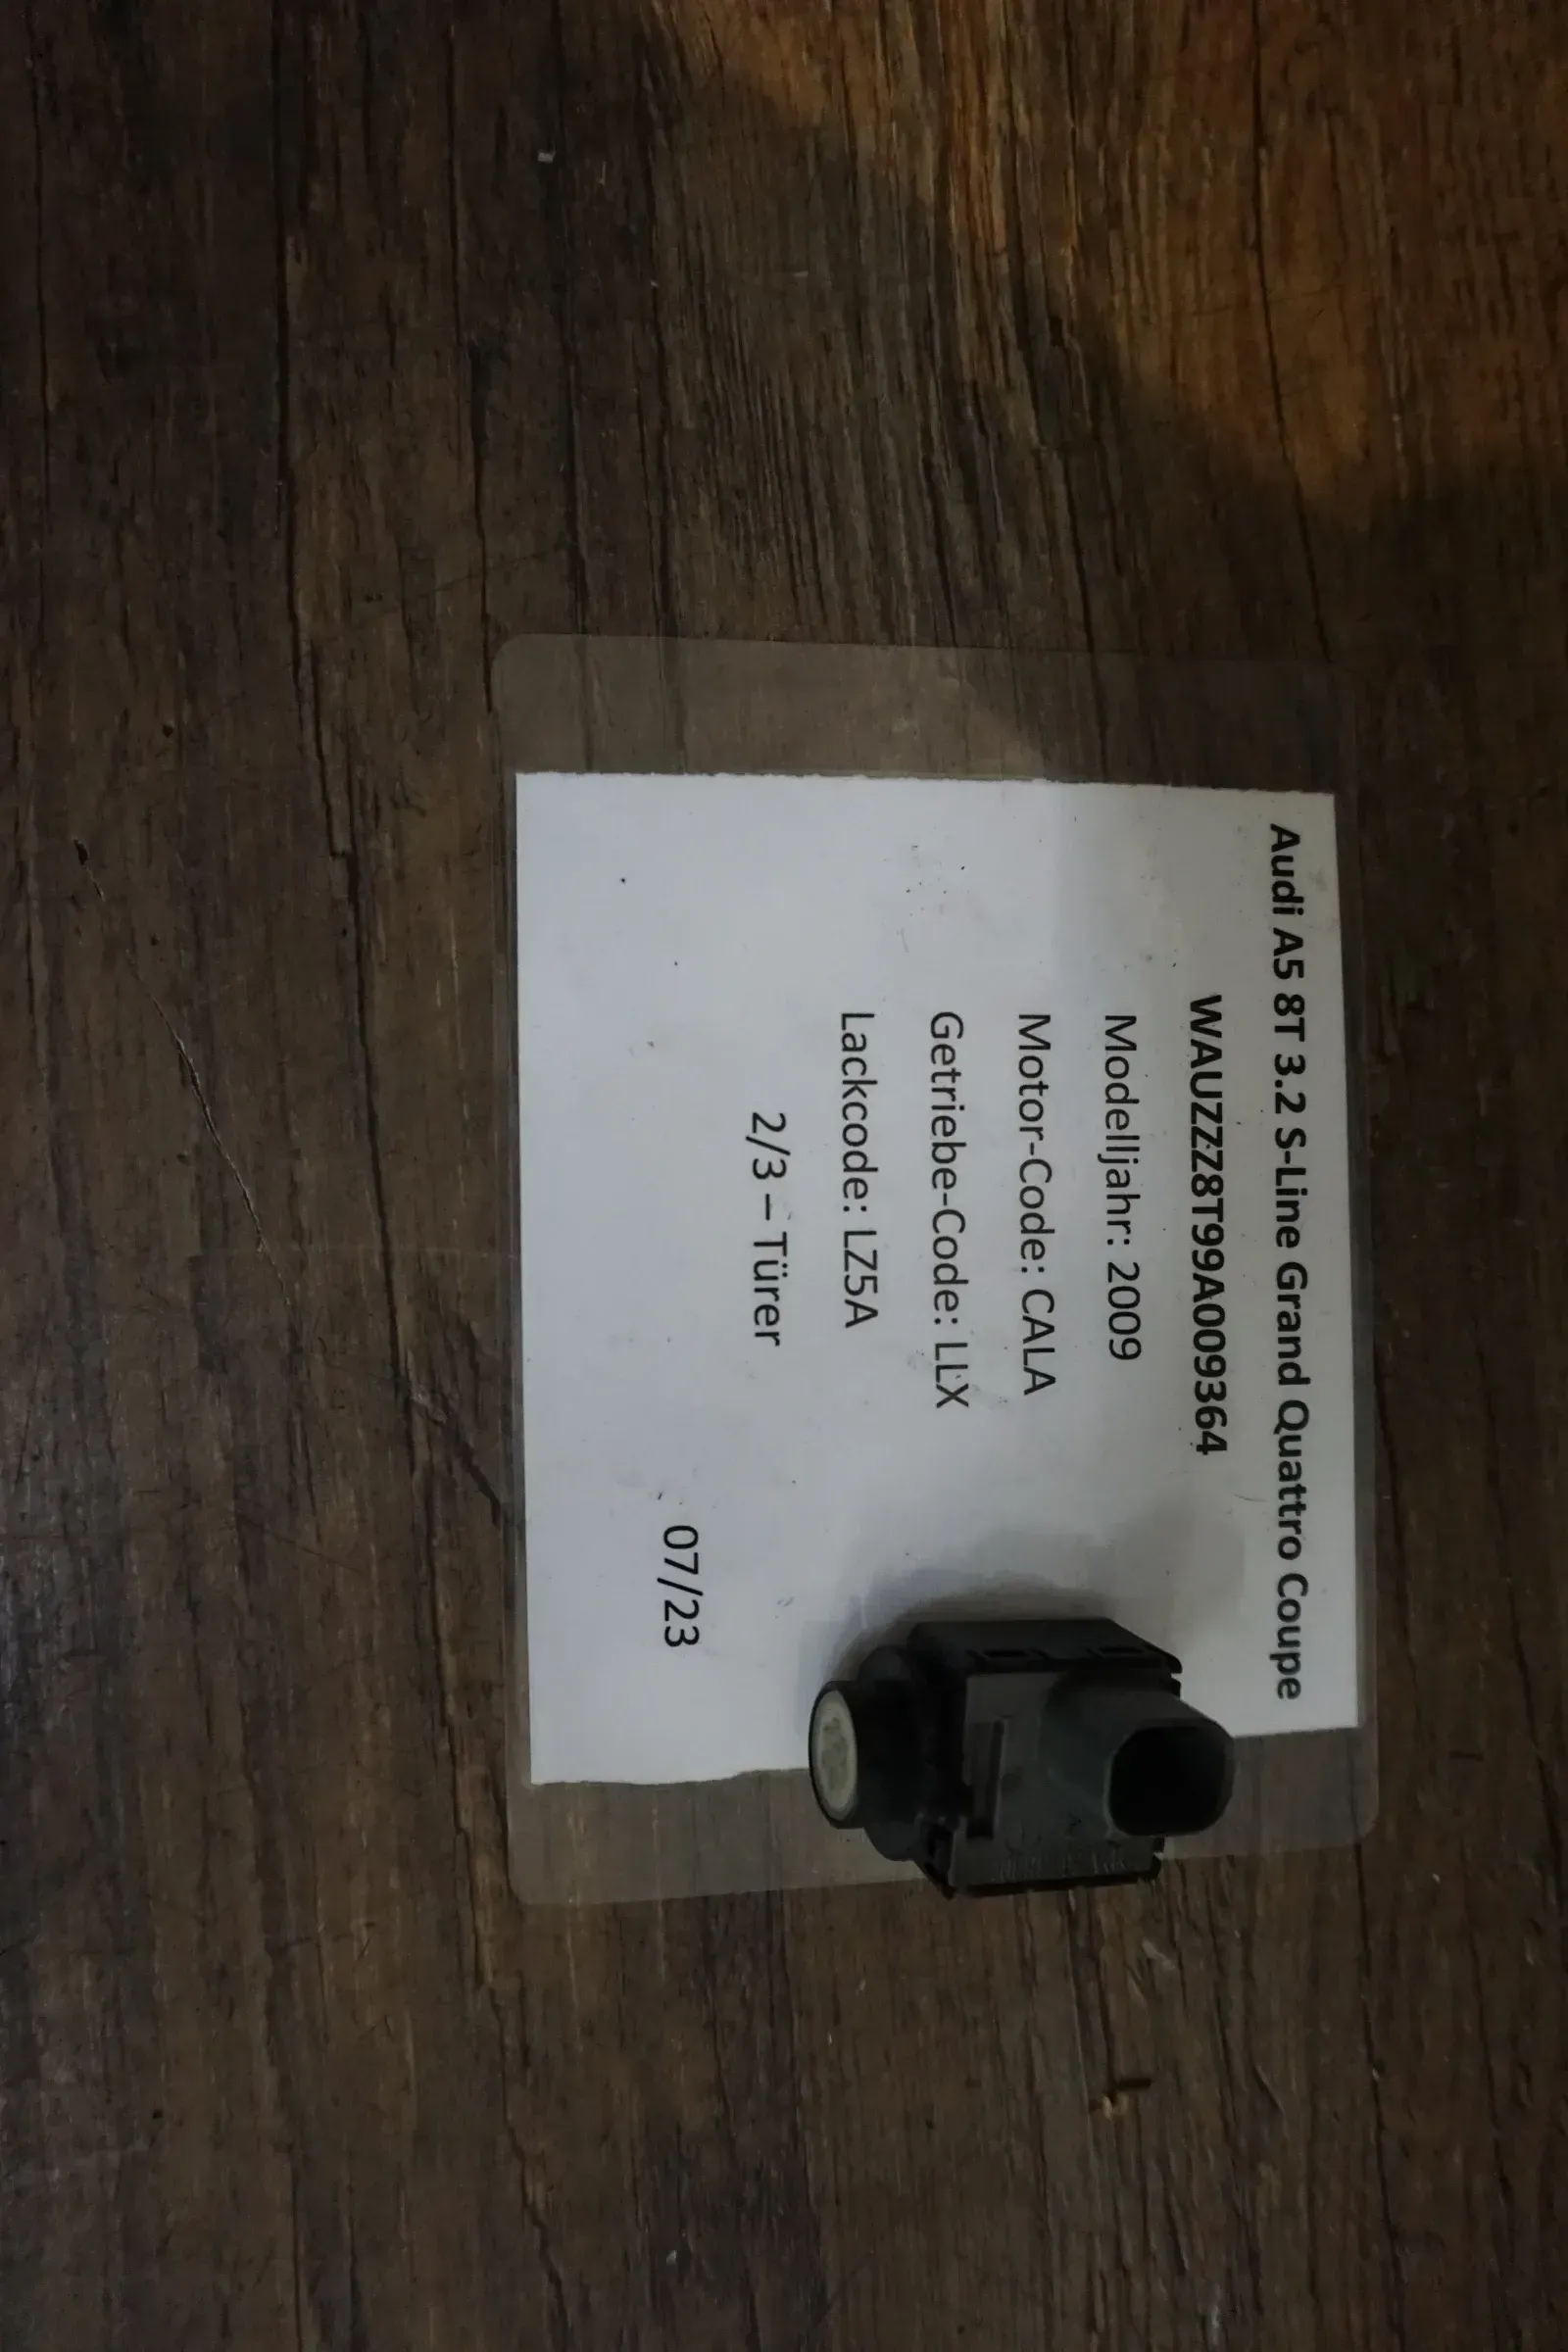 Audi A5 8T 3.2 S-Line Grand Quattro Coupe
WAUZZZ8T99A009364
Modelljahr: 2009
Motor-Code: CALA
Getriebe-Code: LLX
Lackcode: LZ5A
2/3 – Türer
07/23